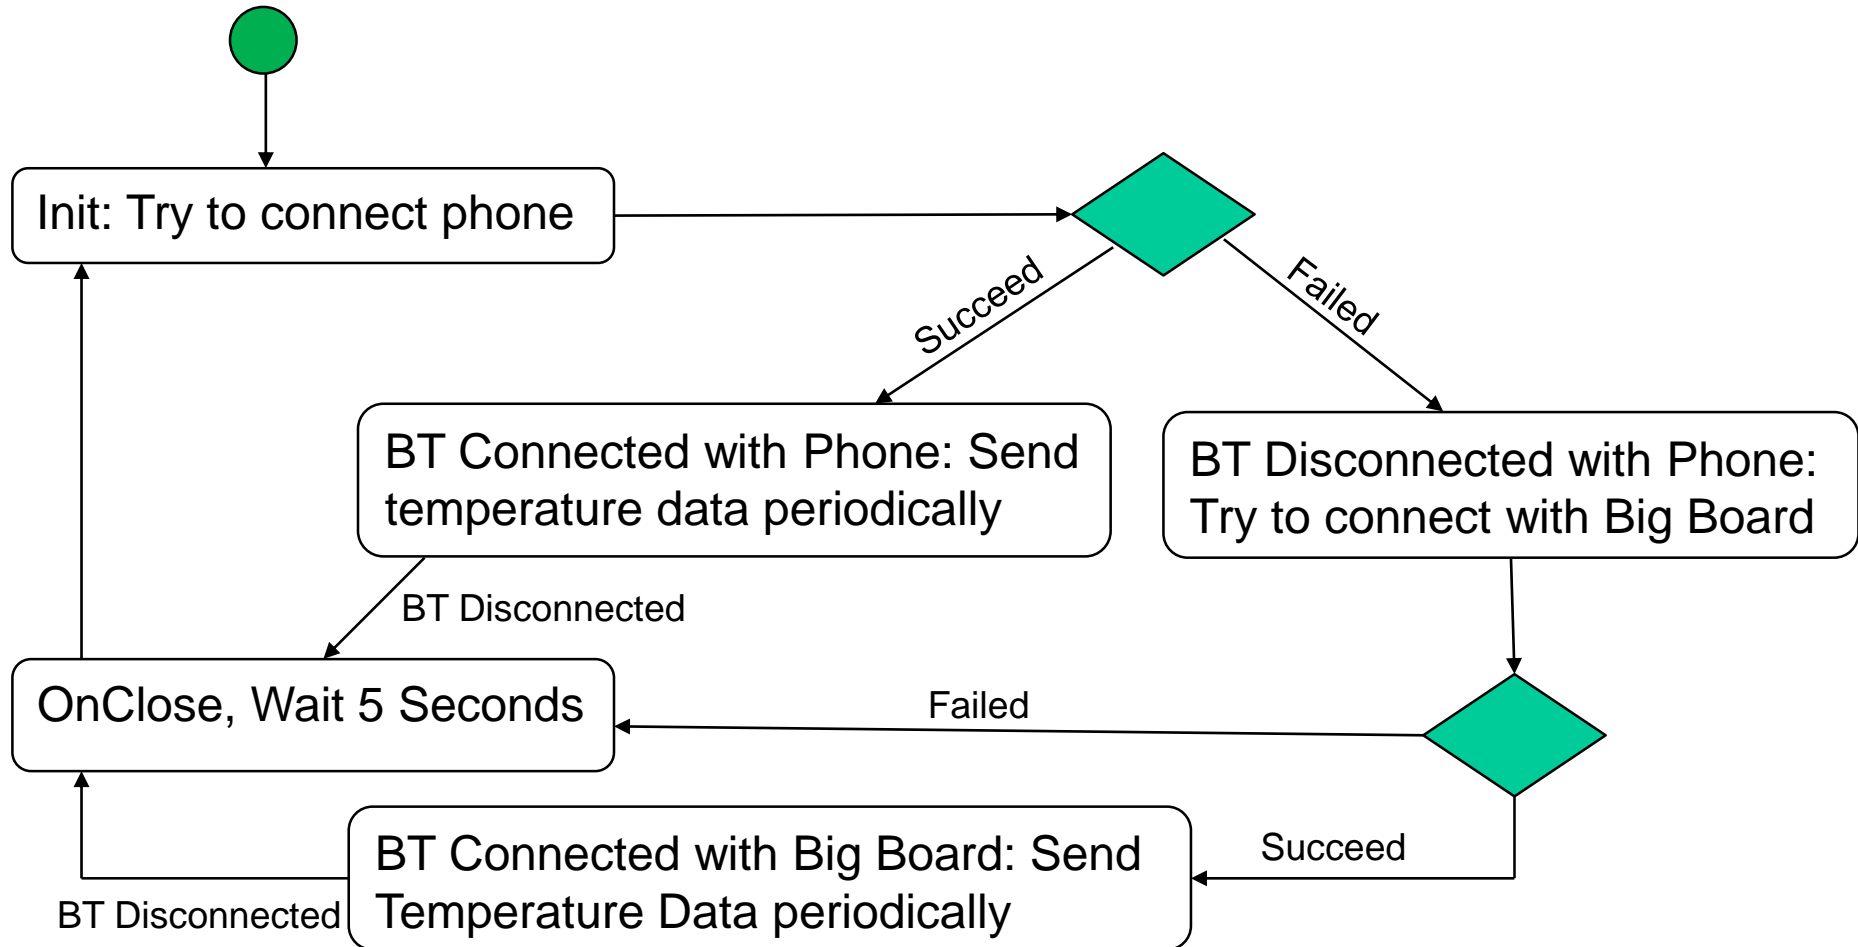 Init: Try to connect phone
Succeed
Failed
BT Connected with Phone: Send
temperature data periodically
BT Disconnected with Phone:
Try to connect with Big Board
BT Disconnected
OnClose, Wait 5 Seconds
Failed
Succeed
BT Connected with Big Board: Send
Temperature Data periodically
BT Disconnected